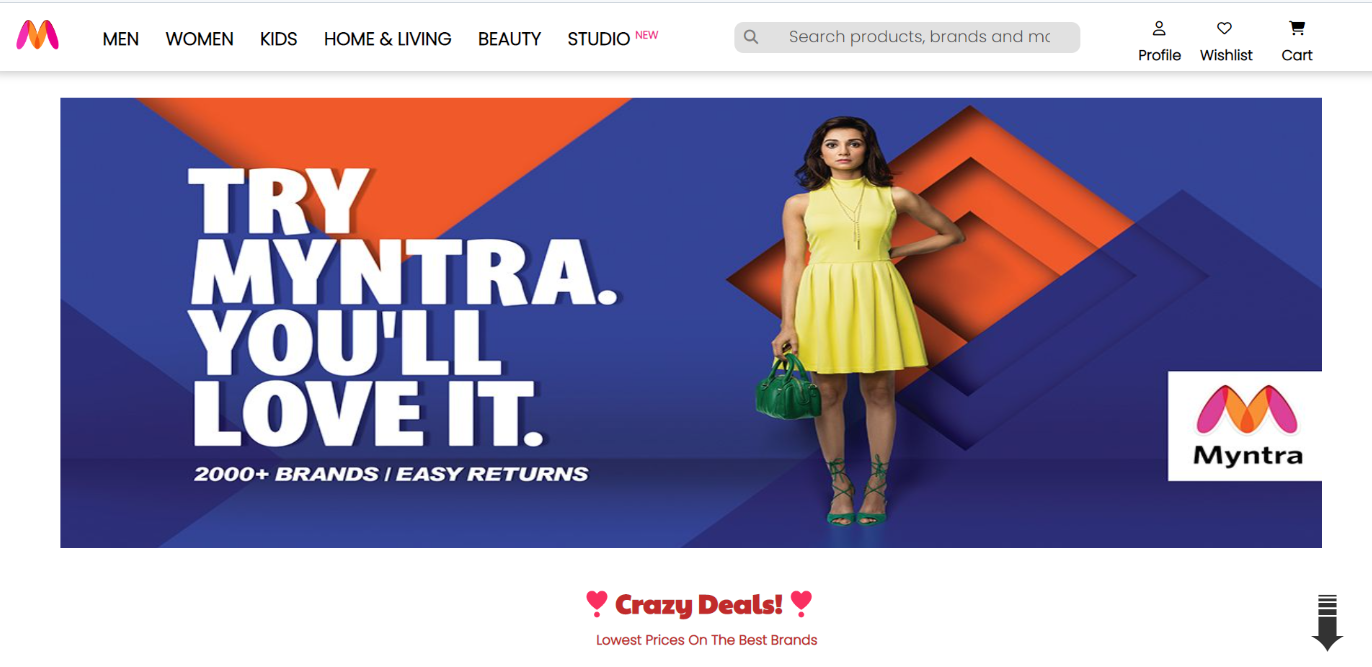 MEN WOMEN KIDS HOME & LIVING BEAUTY STUDIO NEW
Search products, brands and mo
Profile Wishlist Cart
TRY
MYNTRA.
YOU'LL
LOVE IT.
2000+ BRANDS / EASY RETURNS
Myntra
Crazy Deals!
Lowest Prices On The Best Brands